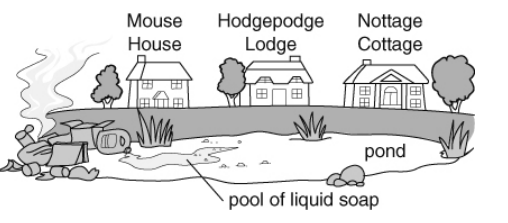 Mouse House
Hodgepodge Lodge
Nottage Cottage
pond
pool of liquid soap